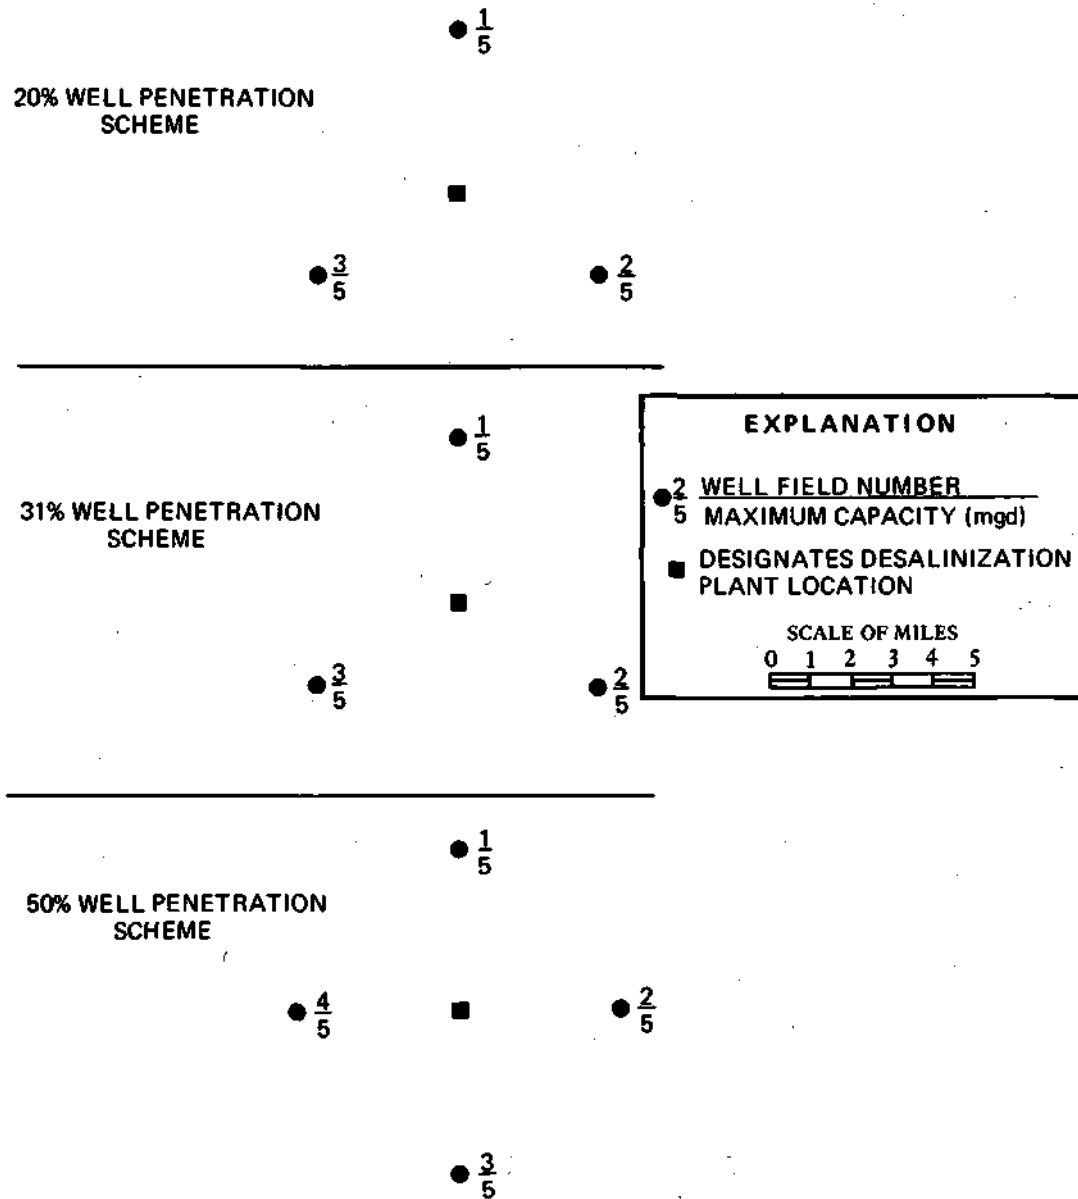 1
5
20% WELL PENETRATION
SCHEME
3
5
2
5
1
5
31% WELL PENETRATION
SCHEME
3
5
2
5
EXPLANATION
2 WELL FIELD NUMBER
5 MAXIMUM CAPACITY (mgd)
DESIGNATES DESALINIZATION
PLANT LOCATION
SCALE OF MILES
0 1 2 3 4 5
1
5
50% WELL PENETRATION
SCHEME
4
5
2
5
3
5